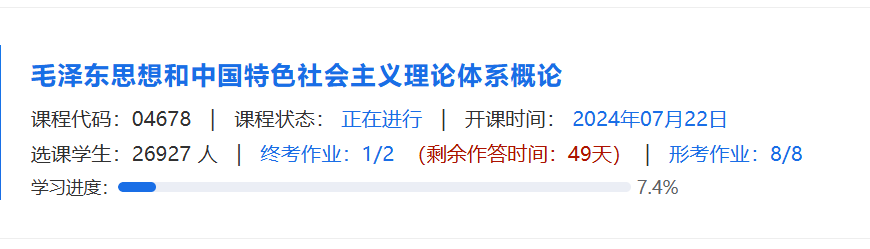 毛泽东思想和中国特色社会主义理论体系概论
课程代码：04678 | 课程状态： 正在进行 | 开课时间： 2024年07月22日
选课学生：26927 人 | 终考作业：1/2 （剩余作答时间：49天） | 形考作业：8/8
学习进度： 7.4%